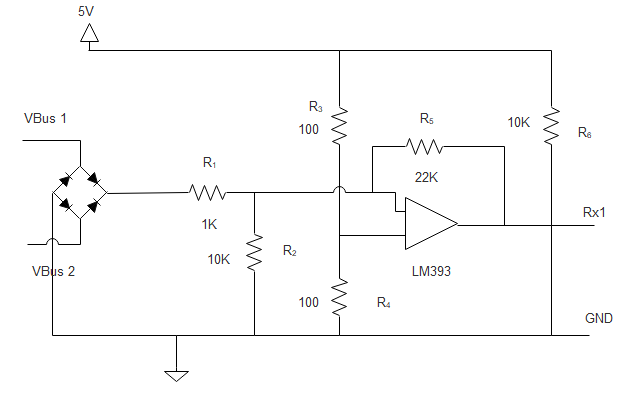 5V
VBus 1
R3
100
R5
22K
10K
R6
R1
1K
10K
R2
Rx1
VBus 2
LM393
100
R4
GND